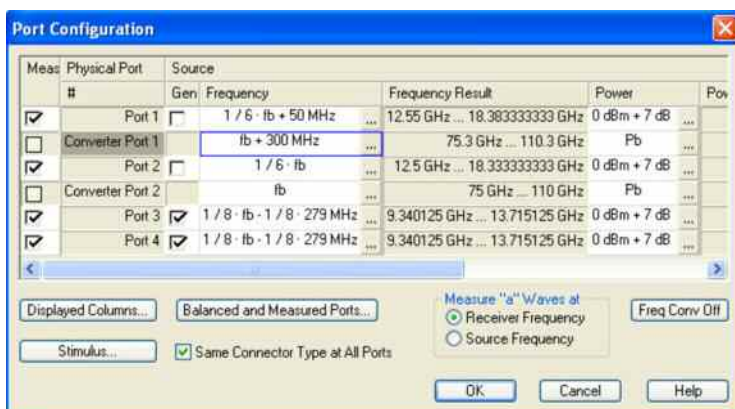 Port Configuration
Meas Physical Port Source
# Gen Frequency Frequency Result Power Pov
Port 1 1 / 6 · fb + 50 MHz ... 12.55 GHz ... 18.383333333 GHz 0 dBm + 7 dB ...
Converter Port 1 fb + 300 MHz ... 75.3 GHz ... 110.3 GHz Pb ...
Port 2 1 / 6 · fb ... 12.5 GHz ... 18.333333333 GHz 0 dBm + 7 dB ...
Converter Port 2 fb ... 75 GHz ... 110 GHz Pb ...
Port 3 1 / 8 · fb - 1 / 8 · 279 MHz ... 9.340125 GHz ... 13.715125 GHz 0 dBm + 7 dB ...
Port 4 1 / 8 · fb - 1 / 8 · 279 MHz ... 9.340125 GHz ... 13.715125 GHz 0 dBm + 7 dB ...
Displayed Columns... Balanced and Measured Ports... Measure "a" Waves at Freq Conv Off
Receiver Frequency
Stimulus... Same Connector Type at All Ports Source Frequency
OK Cancel Help